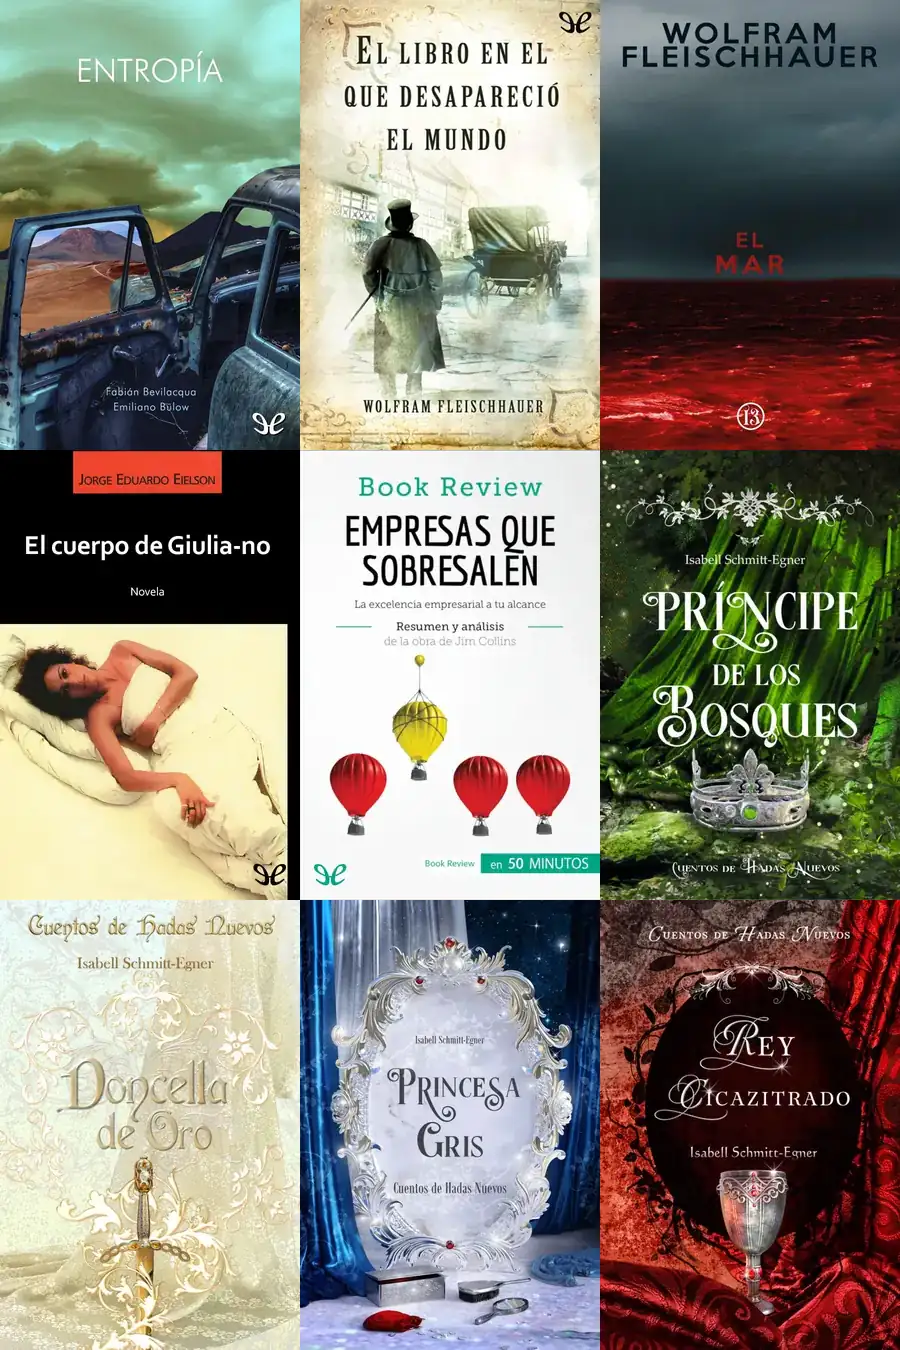 ENTROPÍA
Fabián Bevilacqua
Emiliano Bülow
EL LIBRO EN EL
QUE DESAPARECIÓ
EL MUNDO
WOLFRAM FLEISCHHAUER
WOLFRAM
FLEISCHHAUER
EL
MAR
13
JORGE EDUARDO EIELSON
El cuerpo de Giulia-no
Novela
Book Review
EMPRESAS QUE
SOBRESALEN
La excelencia empresarial a tu alcance
Resumen y análisis
de la obra de Jim Collins
Book Review en 50 MINUTOS
Isabell Schmitt-Egner
PRÍNCIPE
DE LOS
BOSQUES
CUENTOS DE HADAS NUEVOS
Cuentos de Hadas Nuevos
Isabell Schmitt-Egner
Doncella
de Oro
Isabell Schmitt-Egner
PRINCESA
GRIS
Cuentos de Hadas Nuevos
CUENTOS DE HADAS NUEVOS
REY
CICAZITRADO
Isabell Schmitt-Egner